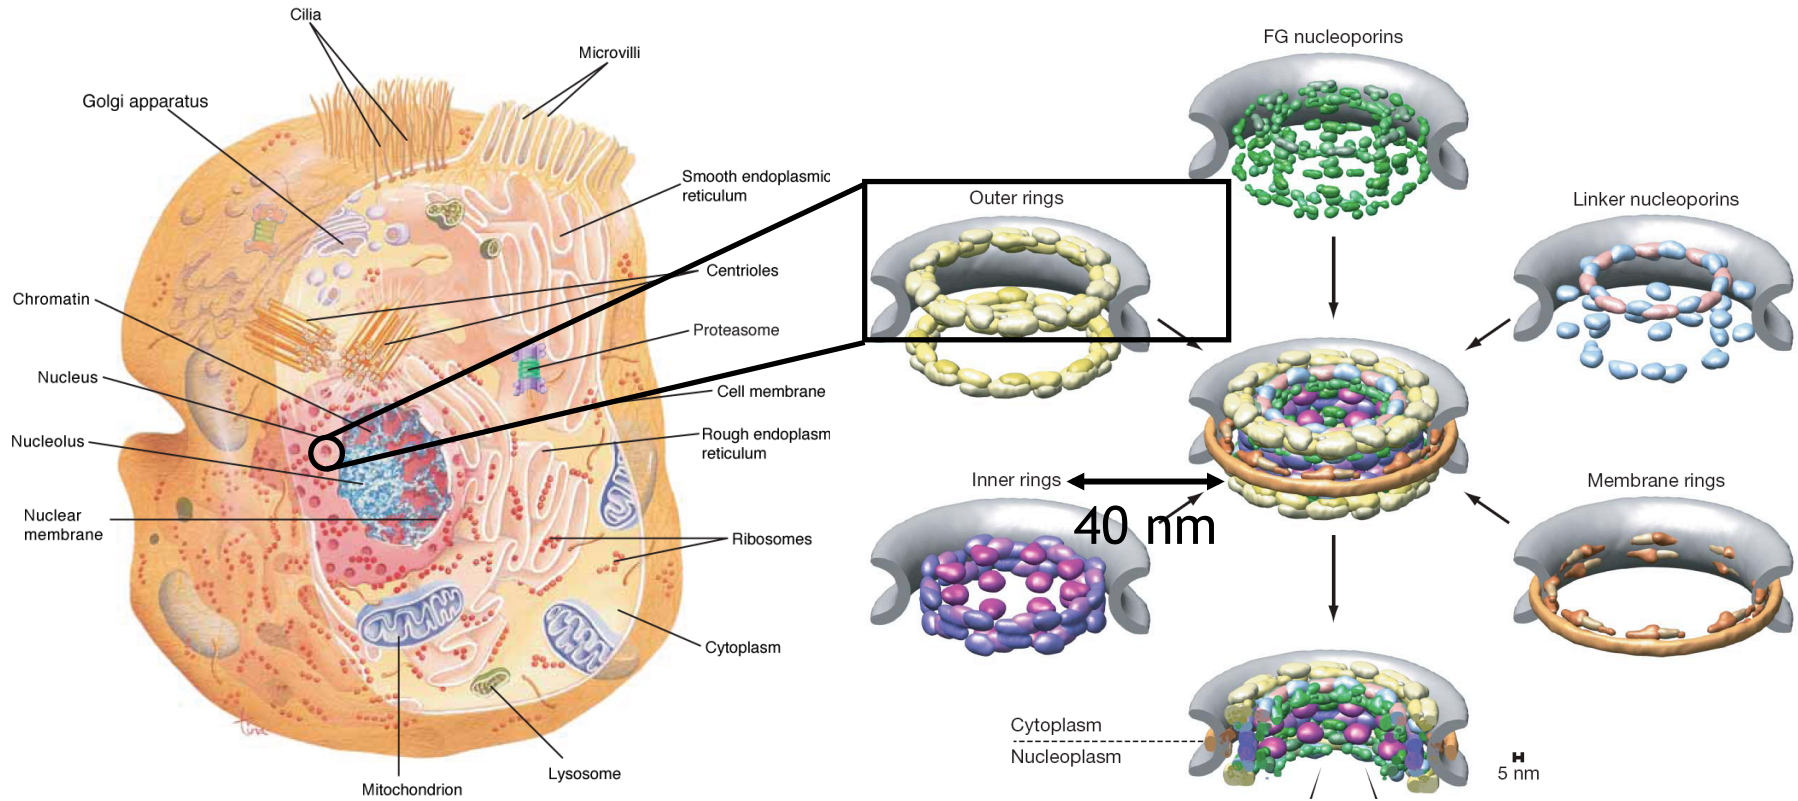 Cilia
Microvilli
Golgi apparatus
Smooth endoplasmic
reticulum
Centrioles
Chromatin
Proteasome
Nucleus
Cell membrane
Nucleolus
Rough endoplasm
reticulum
Nuclear
membrane
Ribosomes
Cytoplasm
Lysosome
Mitochondrion
FG nucleoporins
Outer rings
Linker nucleoporins
Inner rings
40 nm
Membrane rings
Cytoplasm
Nucleoplasm
5 nm